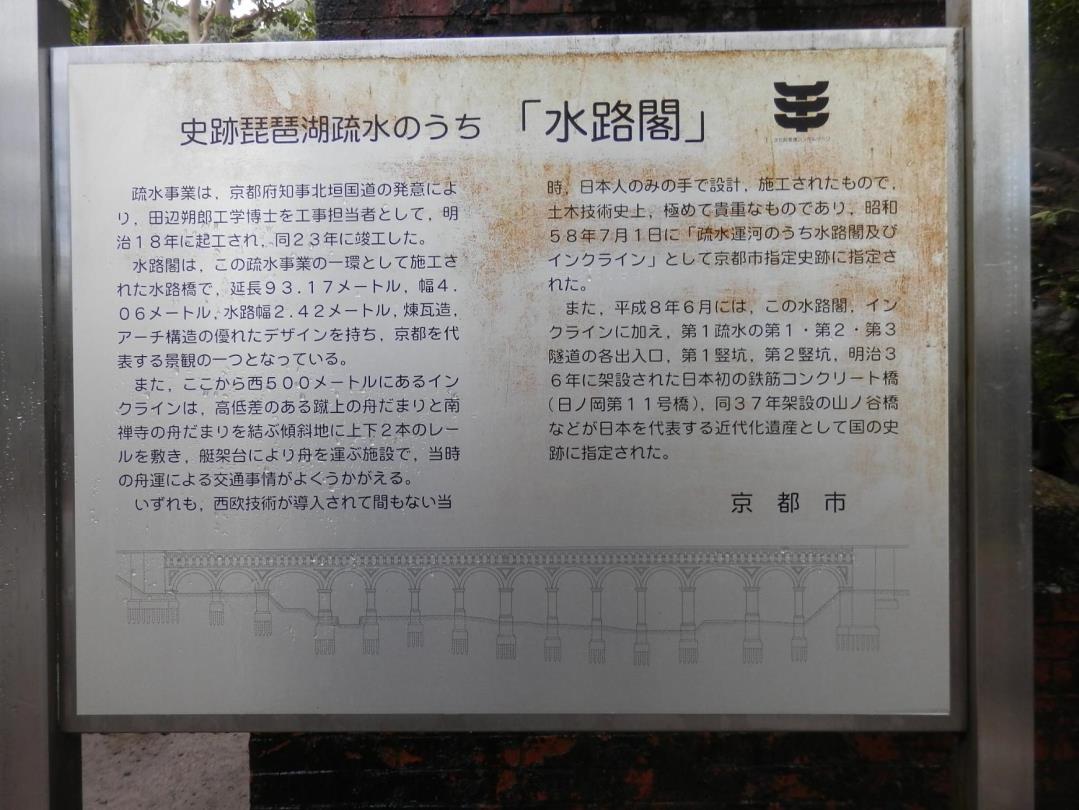 史跡琵琶湖疏水のうち 「水路閣」
疏水事業は，京都府知事北垣国道の発意によ
り，田辺朔郎工学博士を工事担当者として，明
治１８年に起工され，同２３年に竣工した。
水路閣は，この疏水事業の一環として施工さ
れた水路橋で，延長９３.１７メートル，幅４.
０６メートル，水路幅２.４２メートル，煉瓦造，
アーチ構造の優れたデザインを持ち，京都を代
表する景観の一つとなっている。
また，ここから西５００メートルにあるイン
クラインは，高低差のある蹴上の舟だまりと南
禅寺の舟だまりを結ぶ傾斜地に上下２本のレー
ルを敷き，艇架台により舟を運ぶ施設で，当時
の舟運による交通事情がよくうかがえる。
いずれも，西欧技術が導入されて間もない当
時，日本人のみの手で設計，施工されたもので，
土木技術史上，極めて貴重なものであり，昭和
５８年７月１日に「疏水運河のうち水路閣及び
インクライン」として京都市指定史跡に指定さ
れた。
また，平成８年６月には，この水路閣，イン
クラインに加え，第１疏水の第１・第２・第３
隧道の各出入口，第１竪坑，第２竪坑，明治３
６年に架設された日本初の鉄筋コンクリート橋
（日ノ岡第１１号橋），同３７年架設の山ノ谷橋
などが日本を代表する近代化遺産として国の史
跡に指定された。
京都市